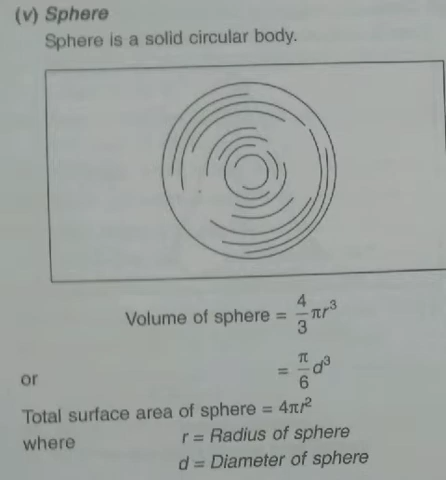 (v) Sphere
Sphere is a solid circular body.
Volume of sphere = 4/3 πr³
or = π/6 d³
Total surface area of sphere = 4πr²
where r = Radius of sphere
d = Diameter of sphere